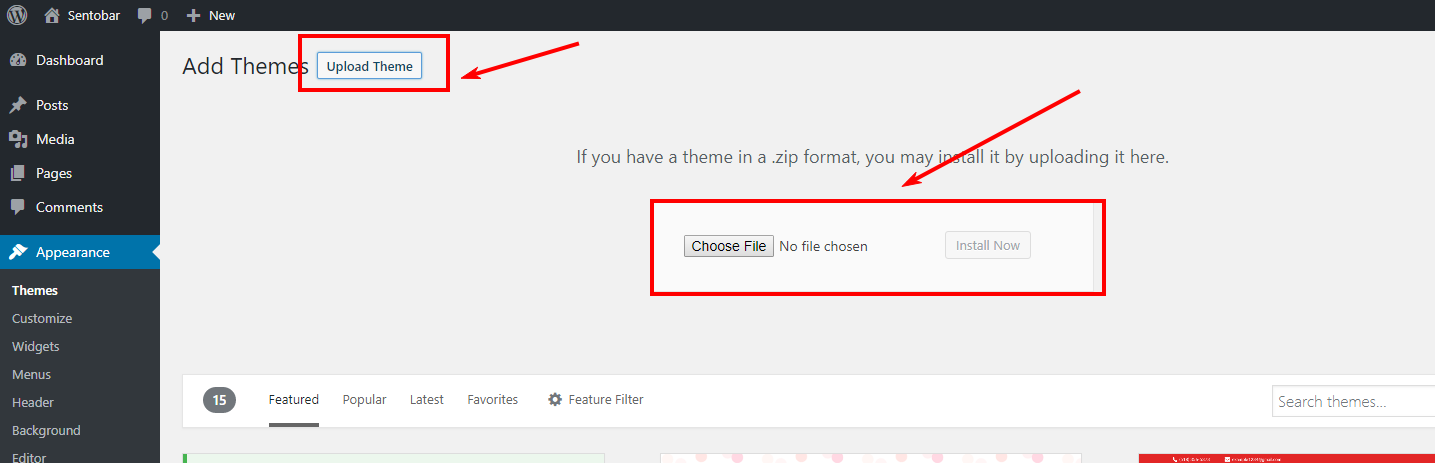 Sentobar 0 New
Dashboard
Posts
Media
Pages
Comments
Appearance
Themes
Customize
Widgets
Menus
Header
Background
Editor
Add Themes Upload Theme
If you have a theme in a .zip format, you may install it by uploading it here.
Choose File No file chosen Install Now
15 Featured Popular Latest Favorites Feature Filter Search themes...